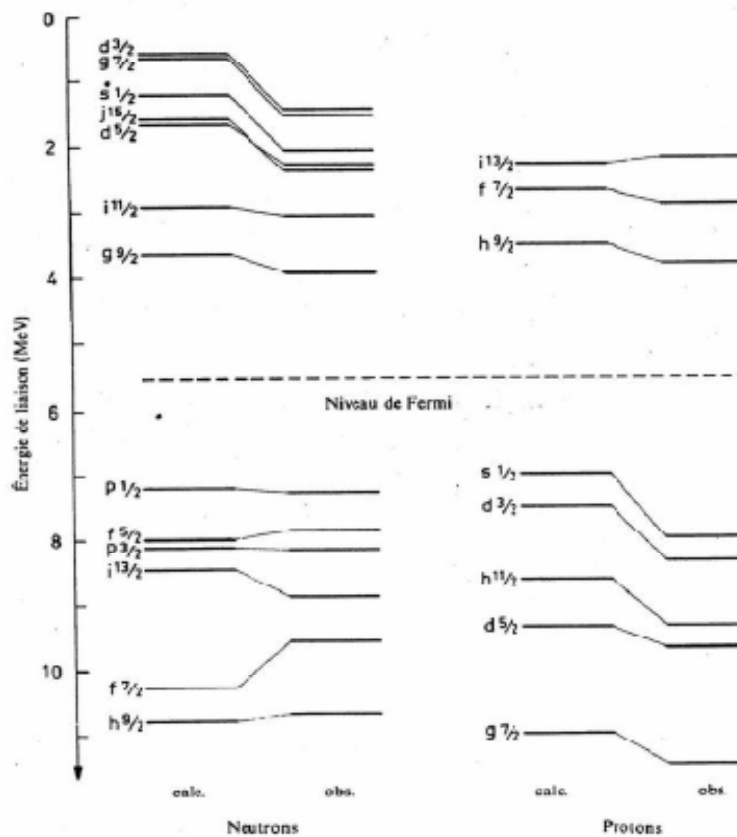 0
d 3/2
g 7/2
s 1/2
j 15/2
d 5/2
2
i 13/2
f 7/2
i 11/2
h 9/2
g 9/2
4
Énergie de liaison (MeV)
Niveau de Fermi
6
p 1/2
s 1/2
d 3/2
f 5/2
8
p 3/2
i 13/2
h 11/2
d 5/2
10
f 7/2
h 9/2
g 7/2
calc. obs. calc. obs.
Neutrons Protons